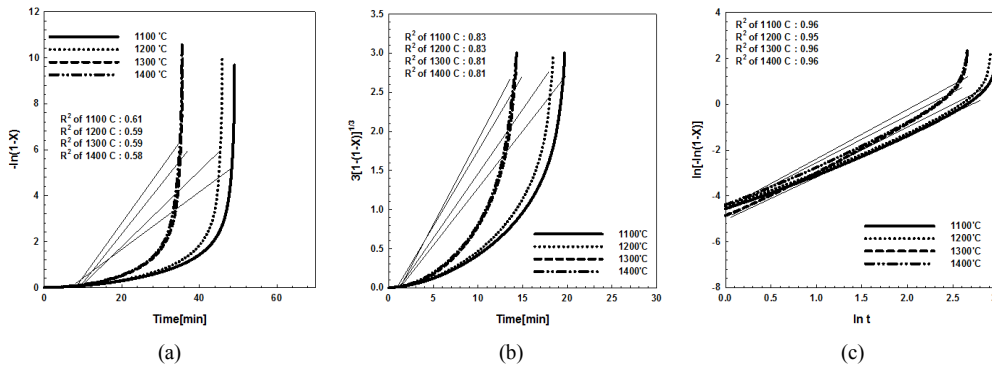 -ln(1-X)
12
10
8
6
4
2
0
1100 ℃
1200 ℃
1300 ℃
1400 ℃
R² of 1100 C : 0.61
R² of 1200 C : 0.59
R² of 1300 C : 0.59
R² of 1400 C : 0.58
0 20 40 60
Time[min]
(a)
3[1-(1-X)]^1/3
3.5
3.0
2.5
2.0
1.5
1.0
0.5
0.0
R² of 1100 C : 0.83
R² of 1200 C : 0.83
R² of 1300 C : 0.81
R² of 1400 C : 0.81
1100℃
1200℃
1300℃
1400℃
0 5 10 15 20 25 30
Time[min]
(b)
ln[-ln(1-X)]
4
2
0
-2
-4
-6
-8
R² of 1100 C : 0.96
R² of 1200 C : 0.95
R² of 1300 C : 0.96
R² of 1400 C : 0.96
1100℃
1200℃
1300℃
1400℃
0.0 0.5 1.0 1.5 2.0 2.5
ln t
(c)